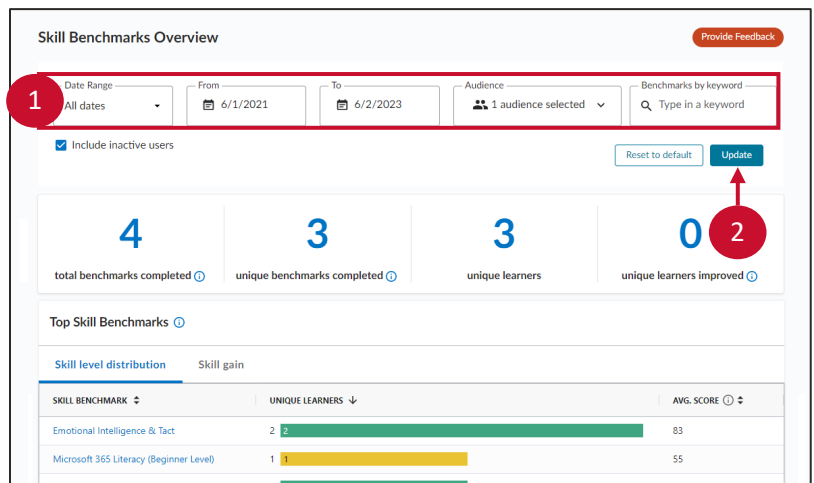 Skill Benchmarks Overview
Provide Feedback
Date Range
From
To
Audience
Benchmarks by keyword
1
All dates
6/1/2021
6/2/2023
1 audience selected
Type in a keyword
Include inactive users
Reset to default
Update
2
4
3
3
0
total benchmarks completed
unique benchmarks completed
unique learners
unique learners improved
Top Skill Benchmarks
Skill level distribution
Skill gain
SKILL BENCHMARK
UNIQUE LEARNERS
AVG. SCORE
Emotional Intelligence & Tact
2
2
83
Microsoft 365 Literacy (Beginner Level)
1
1
55